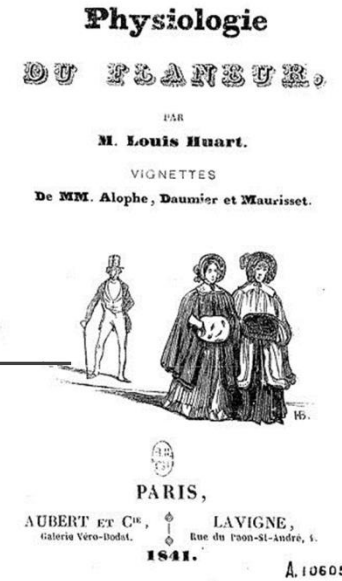 Physiologie
DU FLANEUR,
PAR
M. Louis Huart.
VIGNETTES
De MM. Alophe, Daumier et Maurisset.
HB.
PARIS,
AUBERT ET Cie, LAVIGNE,
Galerie Véro-Dodat. Rue du Paon-St-André,
1841.
A. 10605